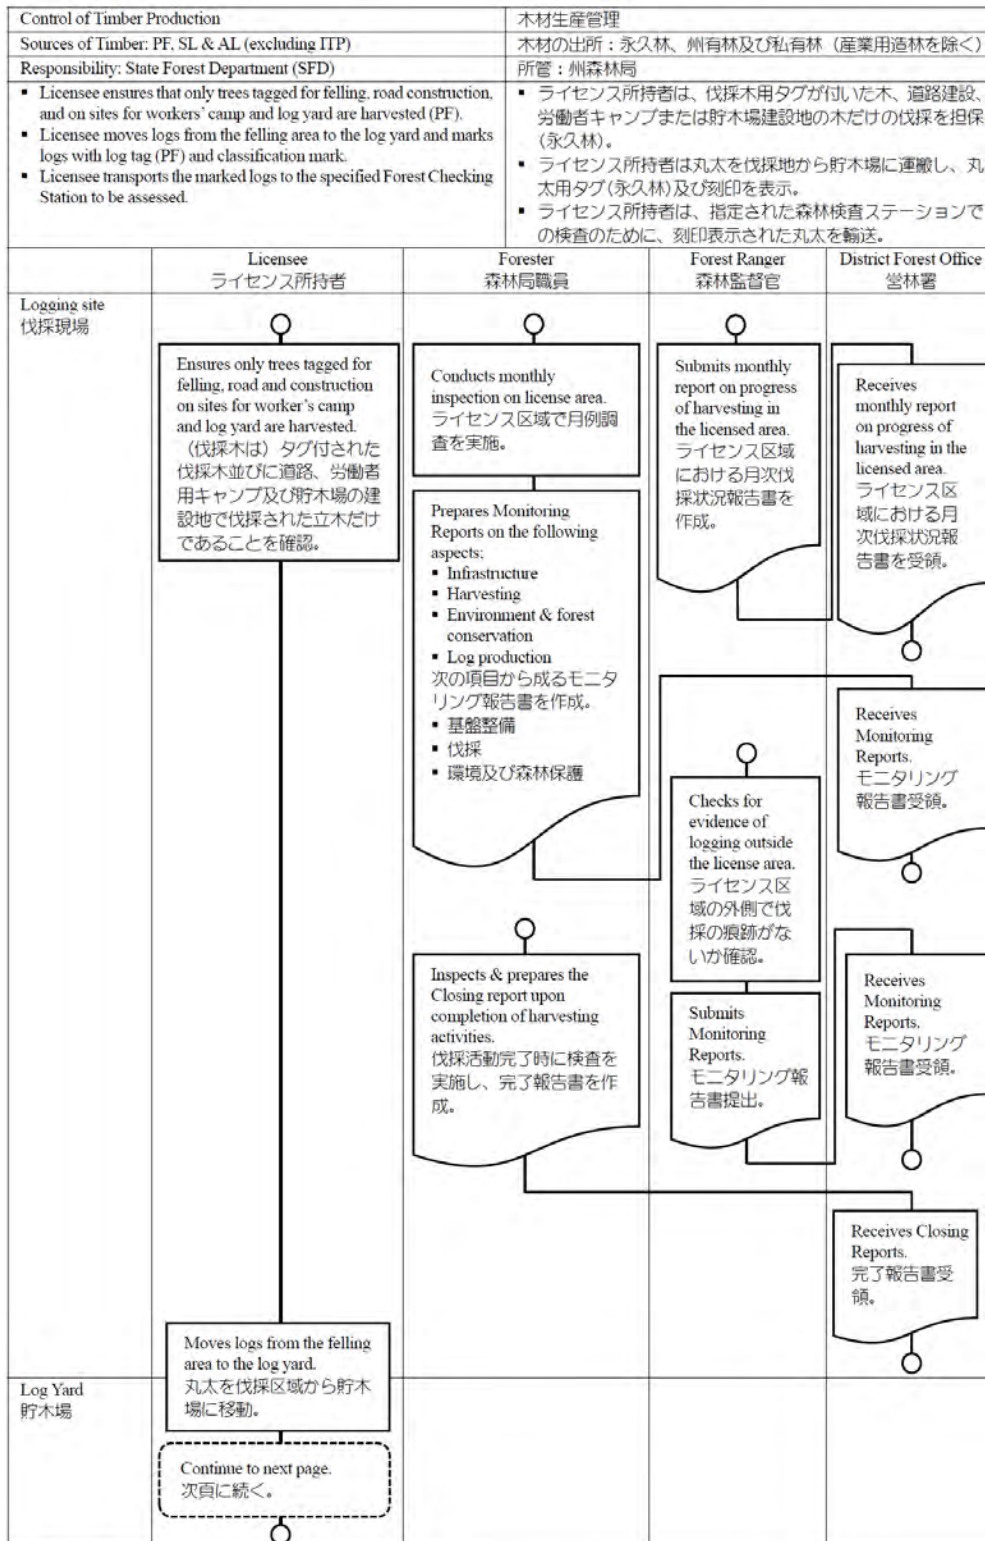 Control of Timber Production
木材生産管理
Sources of Timber: PF, SL & AL (excluding ITP)
木材の出所：永久林、州有林及び私有林（産業用造林を除く）
Responsibility: State Forest Department (SFD)
所管：州森林局
▪ Licensee ensures that only trees tagged for felling, road construction,
and on sites for workers' camp and log yard are harvested (PF).
▪ Licensee moves logs from the felling area to the log yard and marks
logs with log tag (PF) and classification mark.
▪ Licensee transports the marked logs to the specified Forest Checking
Station to be assessed.
▪ ライセンス所持者は、伐採木用タグが付いた木、道路建設、
労働者キャンプまたは貯木場建設地の木だけの伐採を担保
(永久林)。
▪ ライセンス所持者は丸太を伐採地から貯木場に運搬し、丸
太用タグ(永久林)及び刻印を表示。
▪ ライセンス所持者は、指定された森林検査ステーションで
の検査のために、刻印表示された丸太を輸送。
Licensee
ライセンス所持者
Forester
森林局職員
Forest Ranger
森林監督官
District Forest Office
営林署
Logging site
伐採現場
Ensures only trees tagged for
felling, road and construction
on sites for worker's camp
and log yard are harvested.
（伐採木は）タグ付された
伐採木並びに道路、労働者
用キャンプ及び貯木場の建
設地で伐採された立木だけ
であることを確認。
Conducts monthly
inspection on license area.
ライセンス区域で月例調
査を実施。
Submits monthly
report on progress
of harvesting in
the licensed area.
ライセンス区域
における月次伐
採状況報告書を
作成。
Receives
monthly report
on progress of
harvesting in the
licensed area.
ライセンス区
域における月
次伐採状況報
告書を受領。
Prepares Monitoring
Reports on the following
aspects;
▪ Infrastructure
▪ Harvesting
▪ Environment & forest
conservation
▪ Log production
次の項目から成るモニタ
リング報告書を作成。
▪ 基盤整備
▪ 伐採
▪ 環境及び森林保護
Receives
Monitoring
Reports.
モニタリング
報告書受領。
Checks for
evidence of
logging outside
the license area.
ライセンス区
域の外側で伐
採の痕跡がな
いか確認。
Inspects & prepares the
Closing report upon
completion of harvesting
activities.
伐採活動完了時に検査を
実施し、完了報告書を作
成。
Submits
Monitoring
Reports.
モニタリング報
告書提出。
Receives
Monitoring
Reports.
モニタリング
報告書受領。
Receives Closing
Reports.
完了報告書受
領。
Moves logs from the felling
area to the log yard.
丸太を伐採区域から貯木
場に移動。
Log Yard
貯木場
Continue to next page.
次頁に続く。